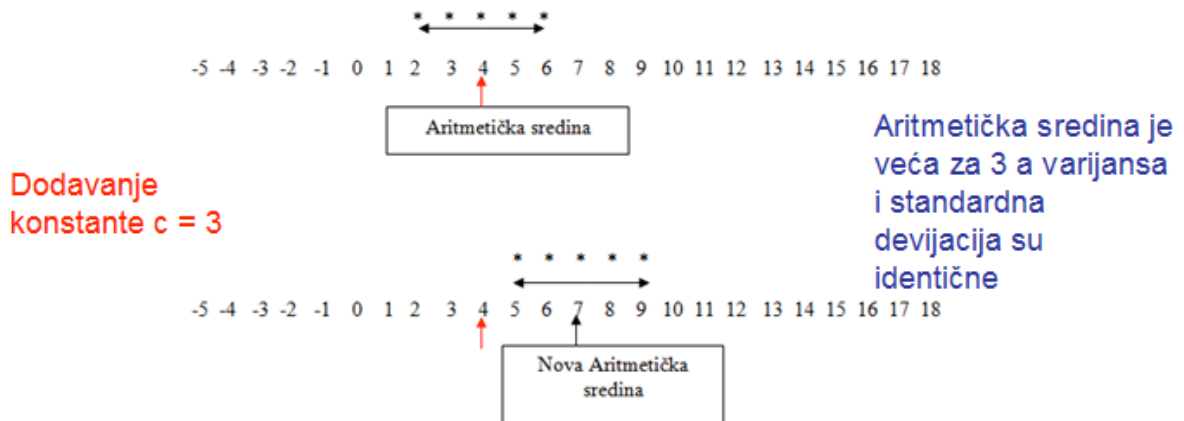 * * * * *
-5 -4 -3 -2 -1 0 1 2 3 4 5 6 7 8 9 10 11 12 13 14 15 16 17 18
Aritmetička sredina
Dodavanje
konstante c = 3
Aritmetička sredina je
veća za 3 a varijansa
i standardna
devijacija su
identične
* * * * *
-5 -4 -3 -2 -1 0 1 2 3 4 5 6 7 8 9 10 11 12 13 14 15 16 17 18
Nova Aritmetička
sredina